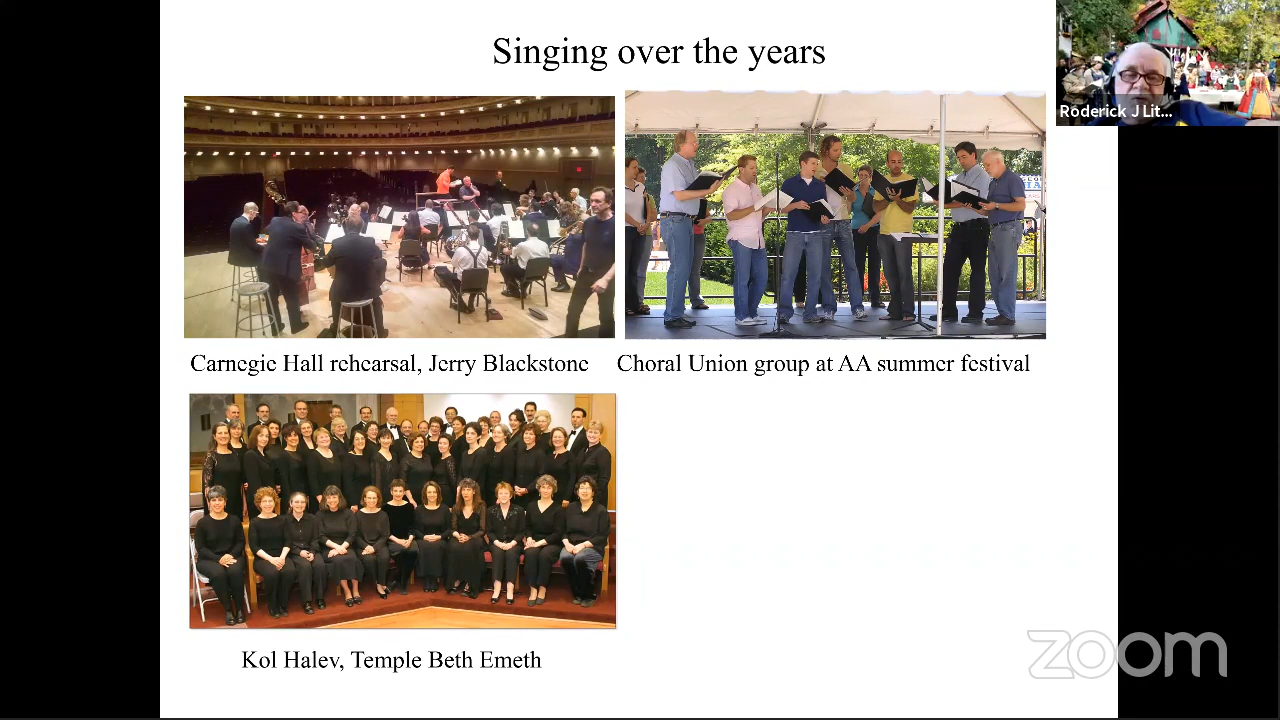 Singing over the years
Roderick J Lit...
Carnegie Hall rehearsal, Jerry Blackstone
Choral Union group at AA summer festival
Kol Halev, Temple Beth Emeth
zoom